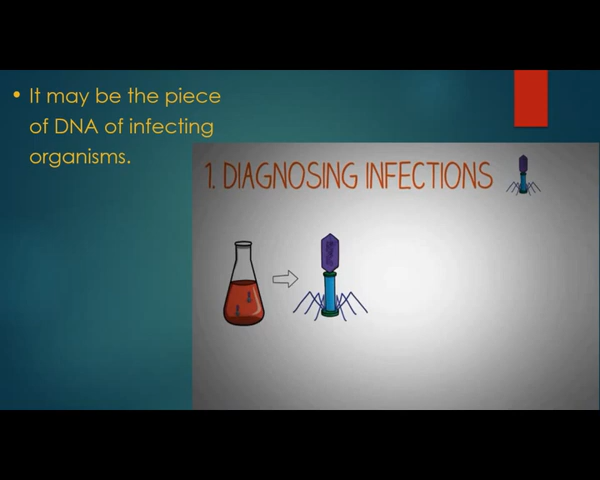 • It may be the piece
of DNA of infecting
organisms.
1. DIAGNOSING INFECTIONS